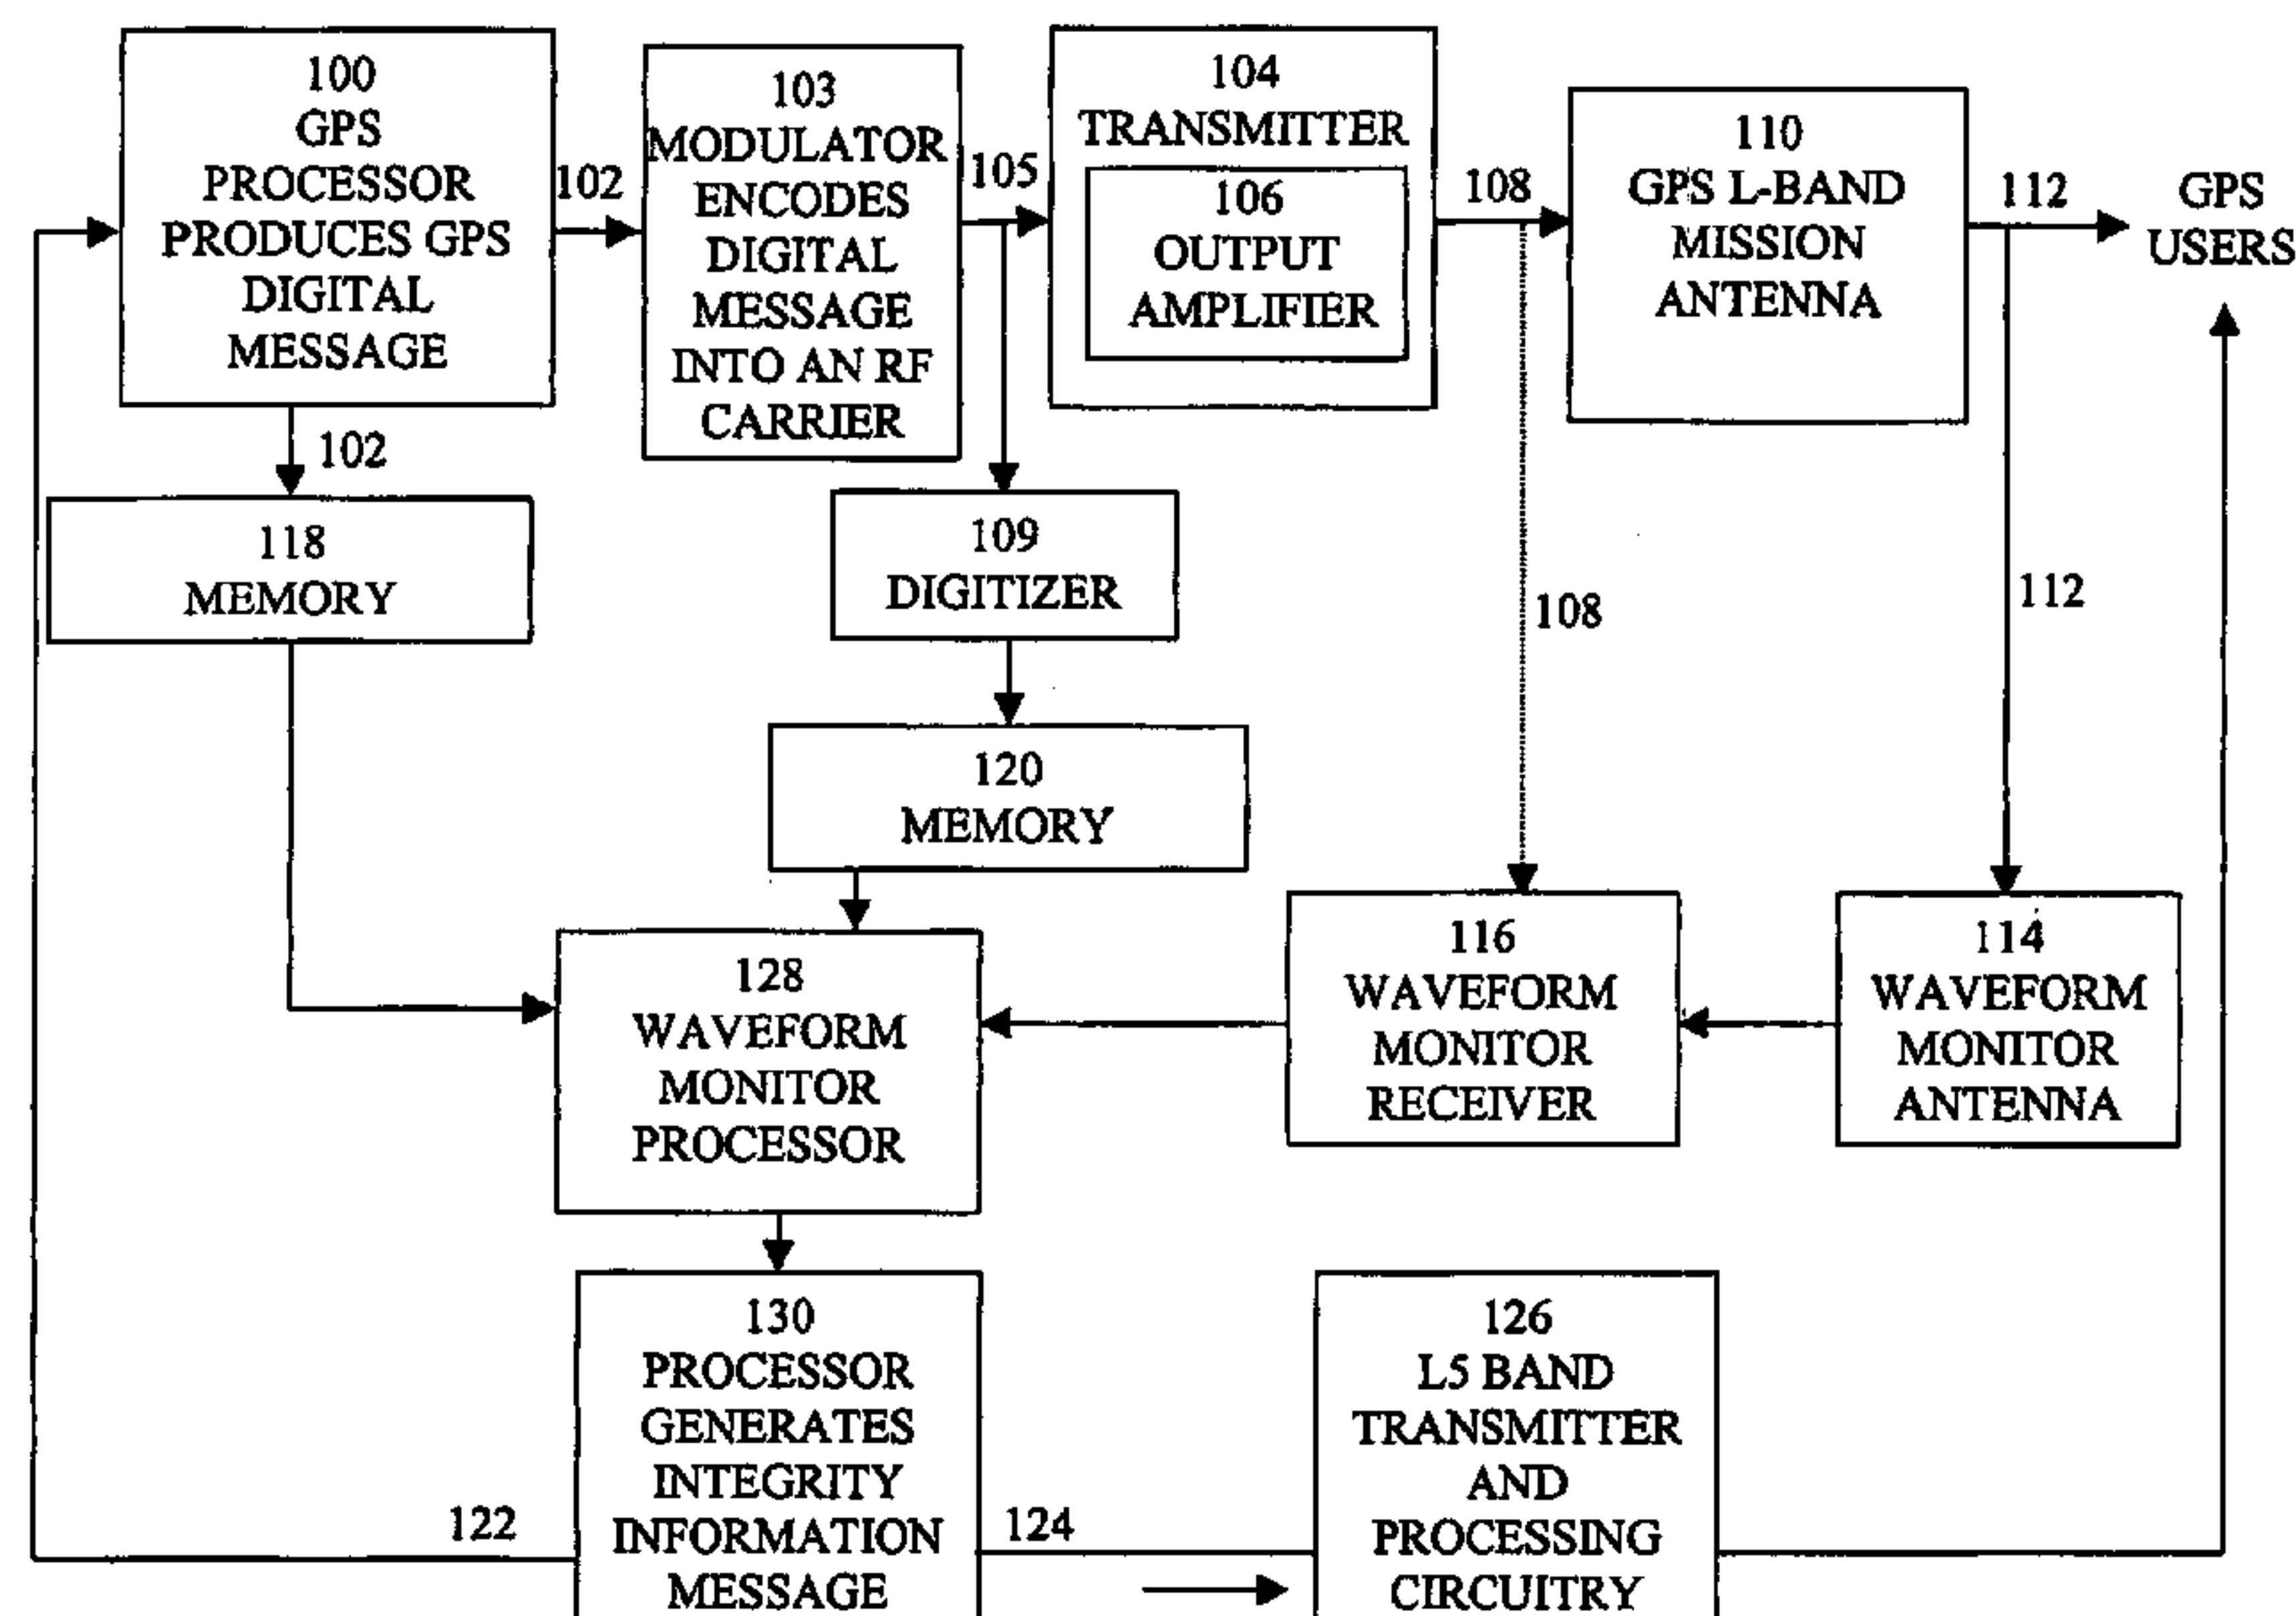 100
GPS
PROCESSOR
PRODUCES GPS
DIGITAL
MESSAGE
102
103
MODULATOR
ENCODES
DIGITAL
MESSAGE
INTO AN RF
CARRIER
105
104
TRANSMITTER
106
OUTPUT
AMPLIFIER
108
110
GPS L-BAND
MISSION
ANTENNA
112
GPS
USERS
102
118
MEMORY
109
DIGITIZER
108
112
120
MEMORY
128
WAVEFORM
MONITOR
PROCESSOR
116
WAVEFORM
MONITOR
RECEIVER
114
WAVEFORM
MONITOR
ANTENNA
122
130
PROCESSOR
GENERATES
INTEGRITY
INFORMATION
MESSAGE
124
126
L5 BAND
TRANSMITTER
AND
PROCESSING
CIRCUITRY